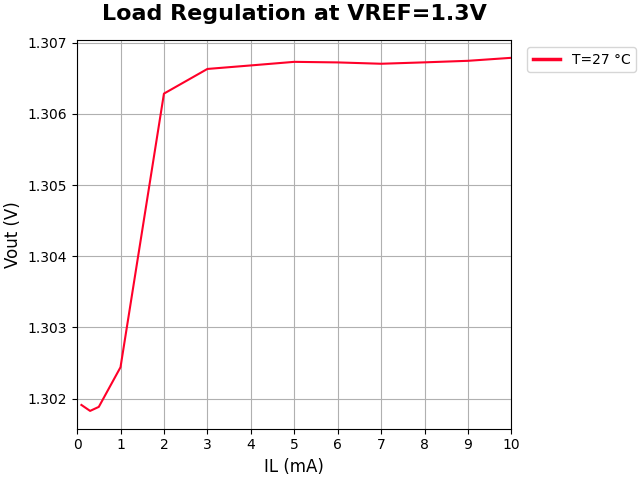 Load Regulation at VREF=1.3V
T=27 °C
1.307
1.306
1.305
1.304
1.303
1.302
Vout (V)
0 1 2 3 4 5 6 7 8 9 10
IL (mA)